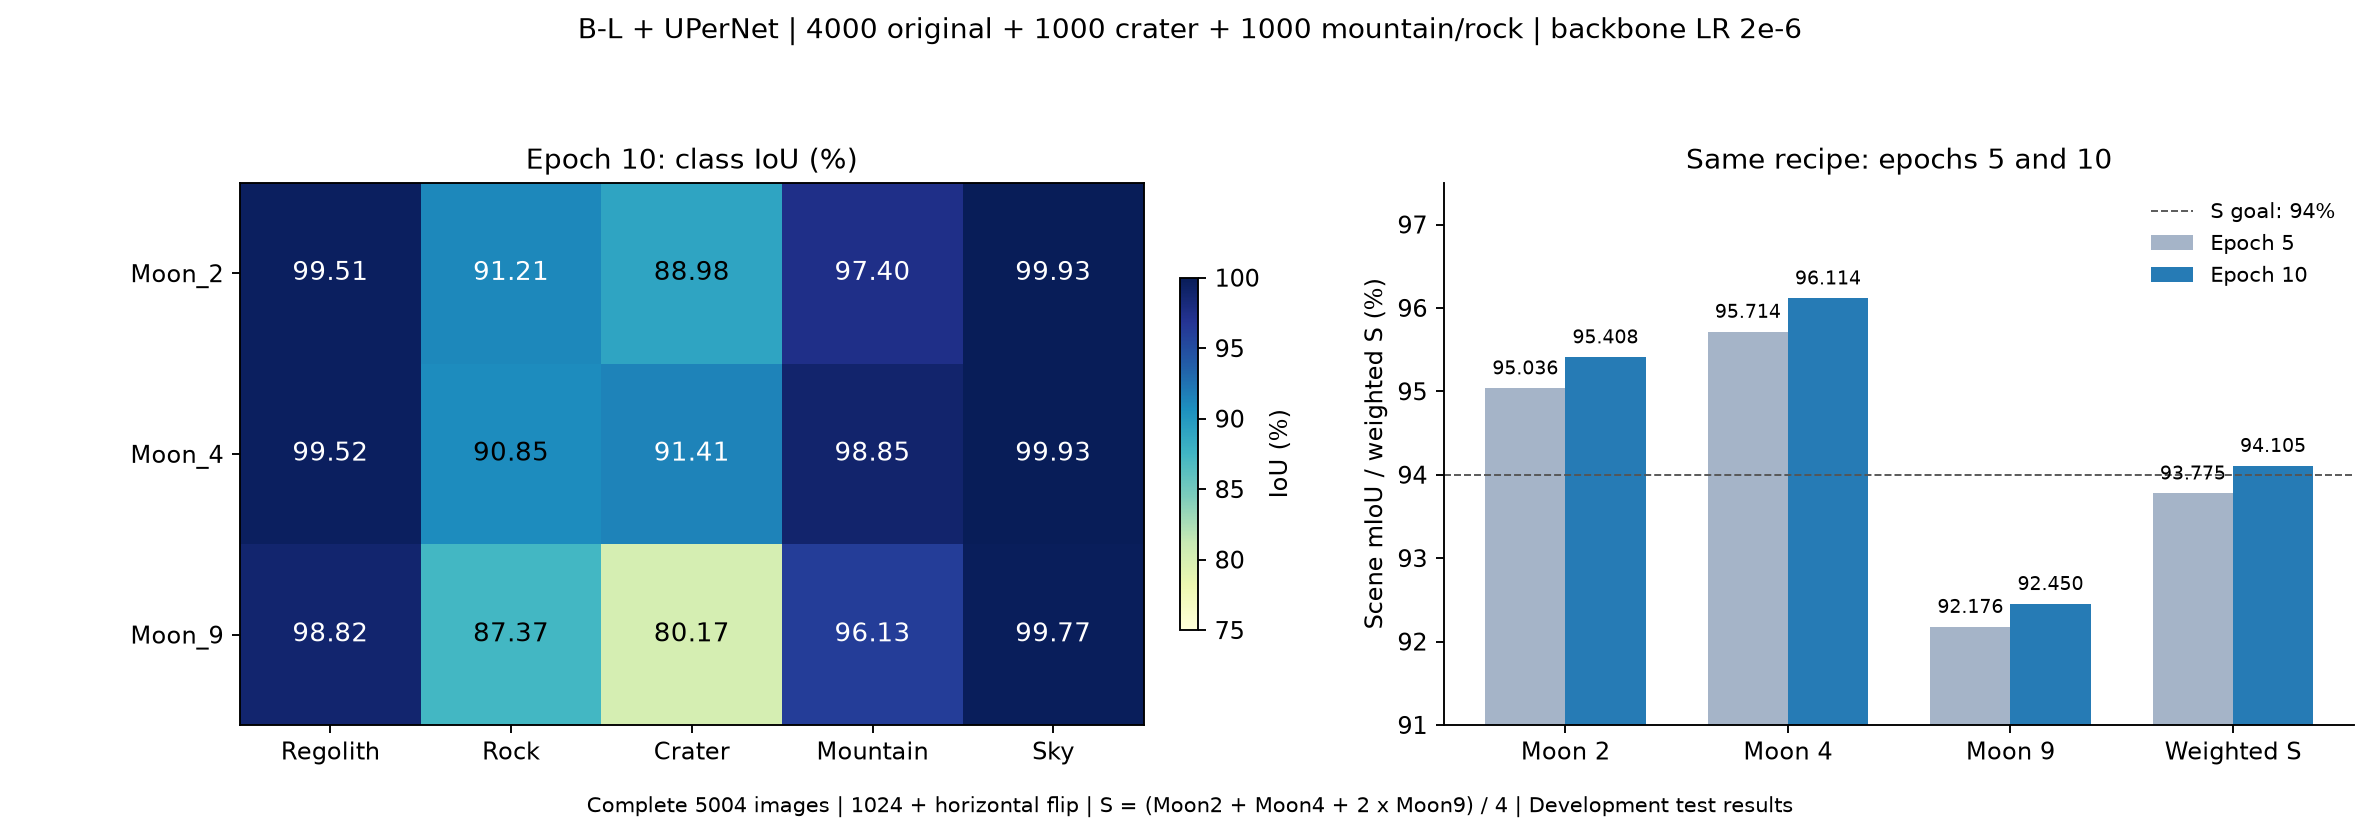 B-L + UPerNet | 4000 original + 1000 crater + 1000 mountain/rock | backbone LR 2e-6
Epoch 10: class IoU (%)
Moon_2 99.51 91.21 88.98 97.40 99.93
Moon_4 99.52 90.85 91.41 98.85 99.93
Moon_9 98.82 87.37 80.17 96.13 99.77
Regolith Rock Crater Mountain Sky
100
95
90
85
80
75
IoU (%)
Same recipe: epochs 5 and 10
Scene mIoU / weighted S (%)
97
96
95
94
93
92
91
S goal: 94%
Epoch 5
Epoch 10
95.036 95.408
95.714 96.114
92.176 92.450
93.775 94.105
Moon 2 Moon 4 Moon 9 Weighted S
Complete 5004 images | 1024 + horizontal flip | S = (Moon2 + Moon4 + 2 x Moon9) / 4 | Development test results